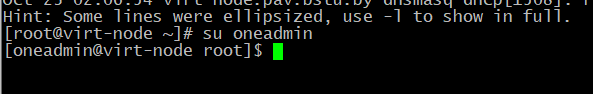 Hint: Some lines were ellipsized, use -l to show in full.
[root@virt-node ~]# su oneadmin
[oneadmin@virt-node root]$